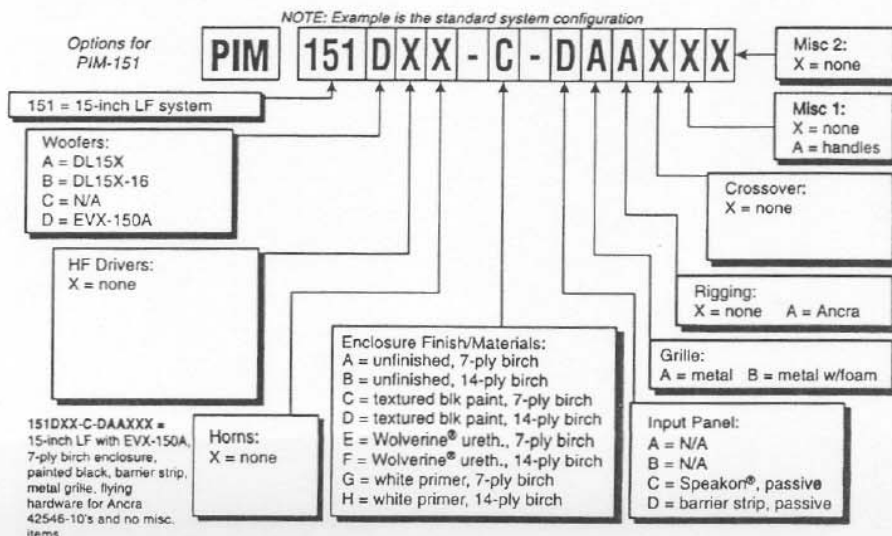 NOTE: Example is the standard system configuration
Options for
PIM-151
PIM
151DXX-C-DAAXXX
Misc 2:
X = none
151 = 15-inch LF system
Misc 1:
X = none
A = handles
Woofers:
A = DL15X
B = DL15X-16
C = N/A
D = EVX-150A
Crossover:
X = none
HF Drivers:
X = none
Rigging:
X = none A = Ancra
Enclosure Finish/Materials:
A = unfinished, 7-ply birch
B = unfinished, 14-ply birch
C = textured blk paint, 7-ply birch
D = textured blk paint, 14-ply birch
E = Wolverine® ureth., 7-ply birch
F = Wolverine® ureth., 14-ply birch
G = white primer, 7-ply birch
H = white primer, 14-ply birch
Grille:
A = metal B = metal w/foam
151DXX-C-DAAXXX =
15-inch LF with EVX-150A,
7-ply birch enclosure,
painted black, barrier strip,
metal grille, flying
hardware for Ancra
42546-10's and no misc.
items
Horns:
X = none
Input Panel:
A = N/A
B = N/A
C = Speakon®, passive
D = barrier strip, passive